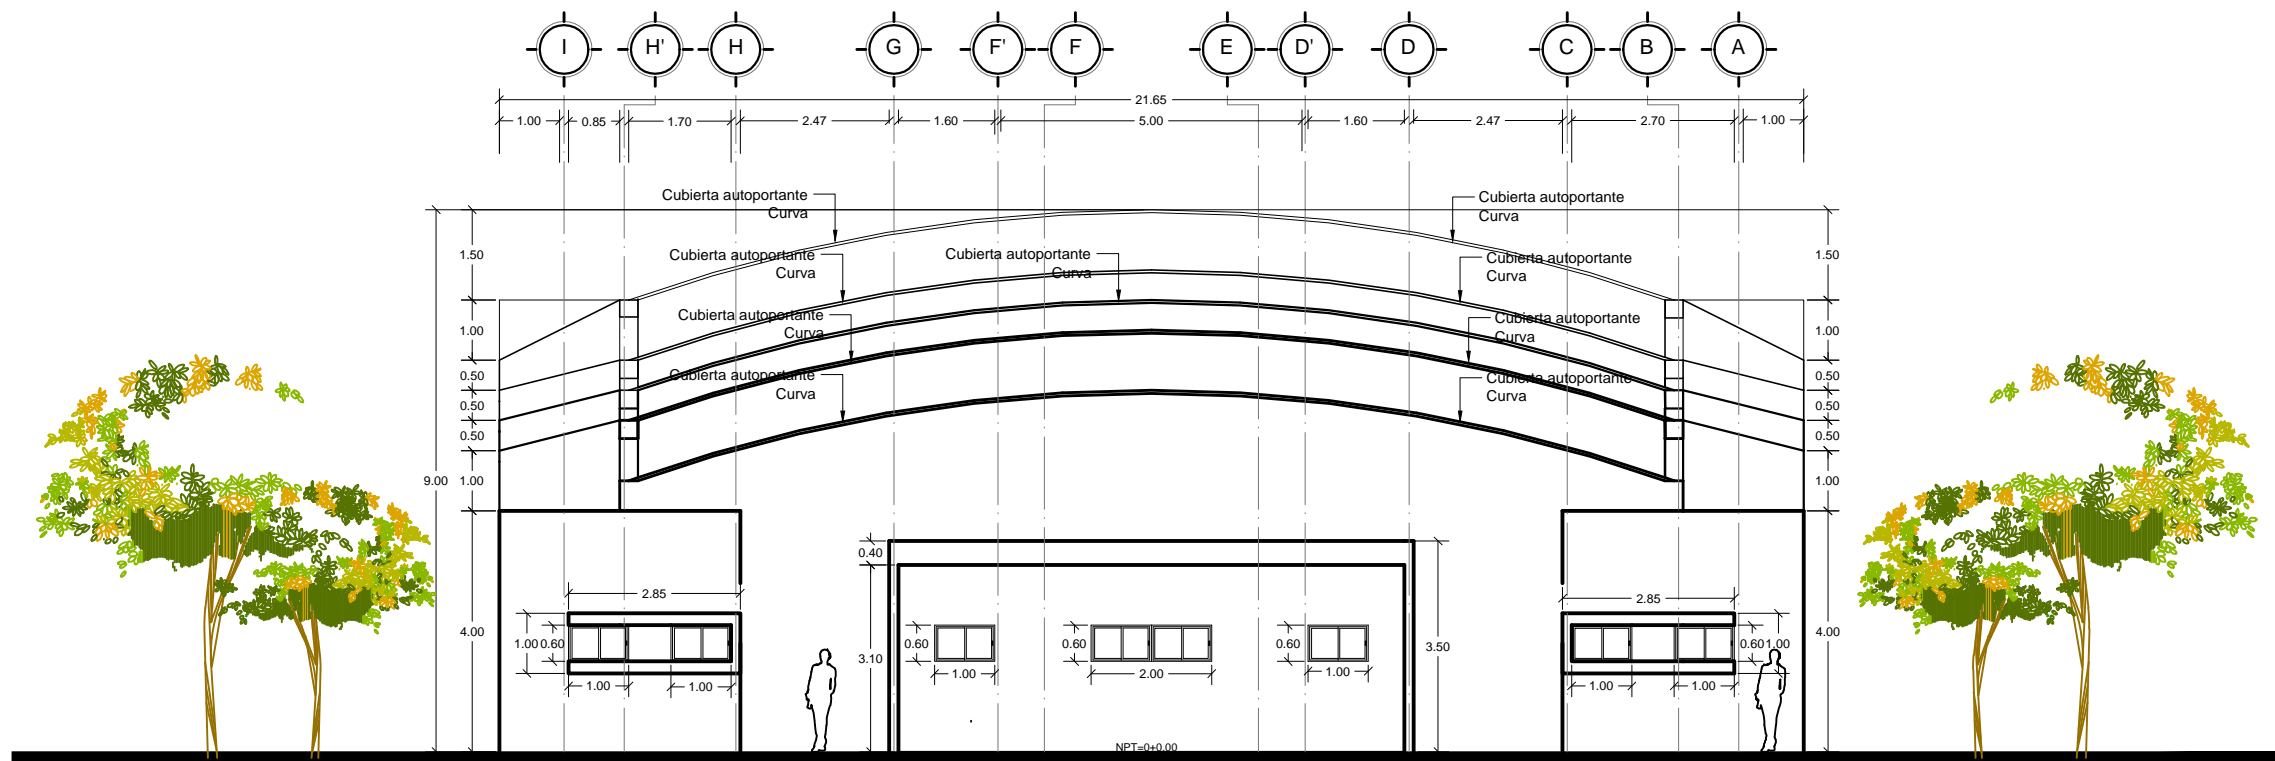 I H' H G F' F E D' D C B A
21.65
1.00 0.85 1.70 2.47 1.60 5.00 1.60 2.47 2.70 1.00
Cubierta autoportante
Curva
Cubierta autoportante
Curva
Cubierta autoportante
Curva
Cubierta autoportante
Curva
Cubierta autoportante
Curva
Cubierta autoportante
Curva
Cubierta autoportante
Curva
Cubierta autoportante
Curva
Cubierta autoportante
Curva
1.50
1.00
0.50
0.50
0.50
1.00
9.00
4.00
1.50
1.00
0.50
0.50
0.50
1.00
4.00
0.40
3.10
3.50
2.85
1.00 0.60
1.00 1.00
0.60
1.00
0.60
2.00
0.60
1.00
2.85
0.60 1.00
1.00 1.00
NPT=0+0.00